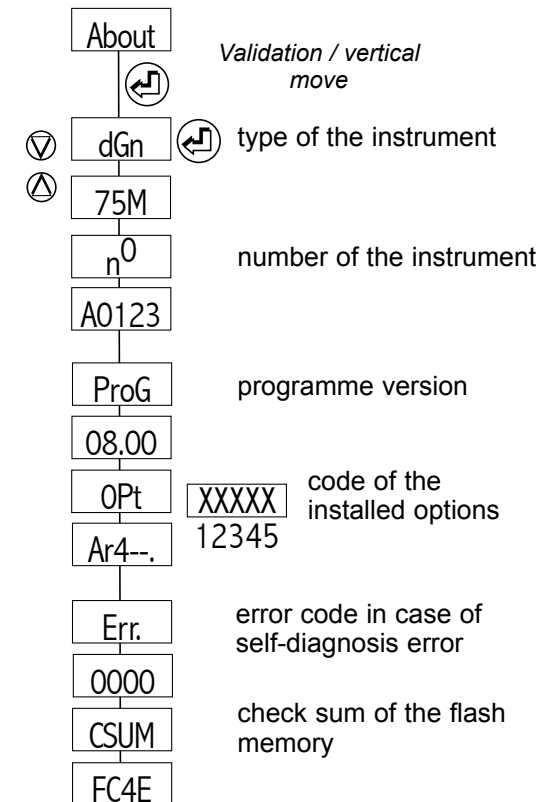 About
Validation / vertical
move
dGn
type of the instrument
75M
nO
number of the instrument
A0123
ProG
programme version
08.00
OPt
XXXXX
12345
code of the
installed options
Ar4--.
Err.
error code in case of
self-diagnosis error
0000
CSUM
check sum of the flash
memory
FC4E